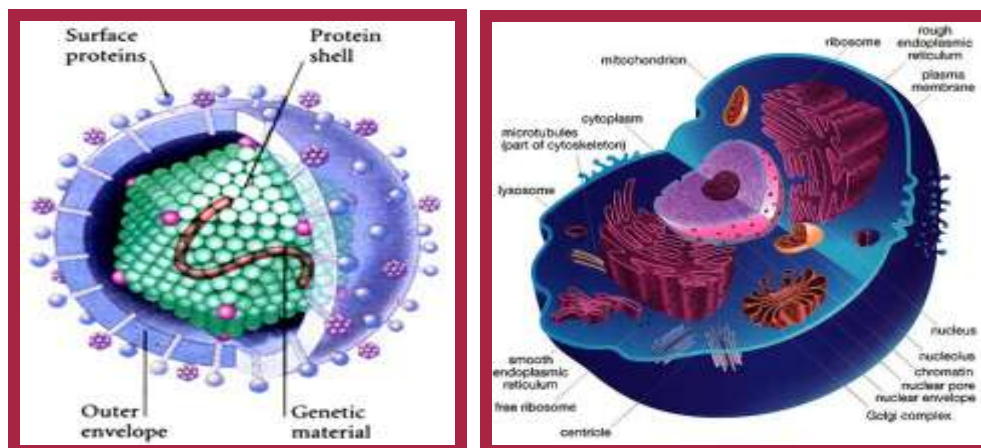 Surface
proteins
Protein
shell
Outer
envelope
Genetic
material
ribosome
rough
endoplasmic
reticulum
mitochondrion
plasma
membrane
cytoplasm
microtubules
(part of cytoskeleton)
lysosome
nucleus
nucleolus
chromatin
nuclear pore
nuclear envelope
Golgi complex
smooth
endoplasmic
reticulum
free ribosome
centriole